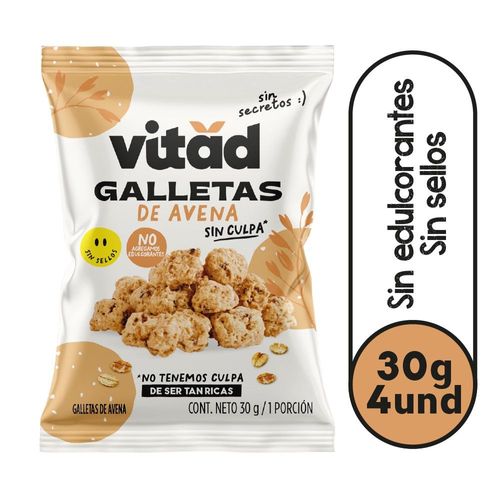 sin
secretos :)
vităd
GALLETAS
DE AVENA
SIN CULPA*
SIN SELLOS
NO
AGREGAMOS
EDULCORANTES
*NO TENEMOS CULPA
DE SER TAN RICAS
GALLETAS DE AVENA
CONT. NETO 30 g / 1 PORCIÓN
Sin edulcorantes
Sin sellos
30g
4und